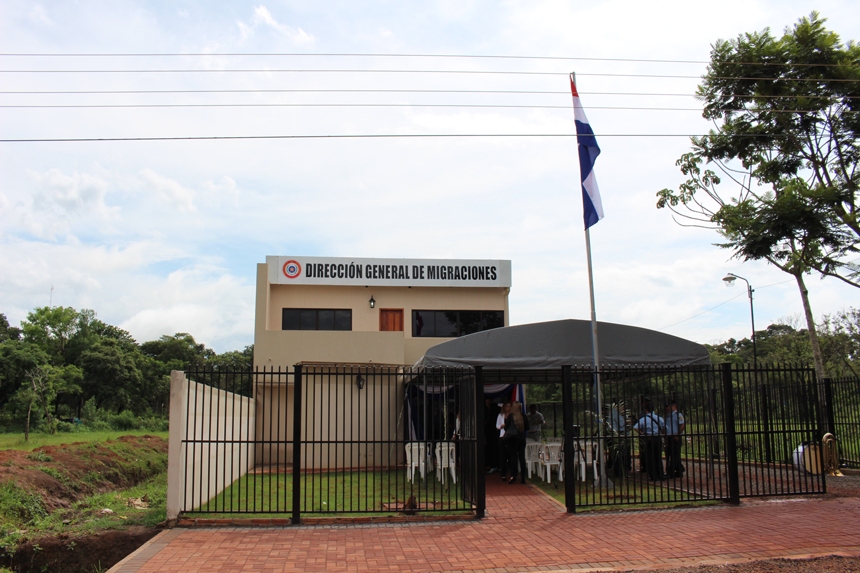 DIRECCIÓN GENERAL DE MIGRACIONES